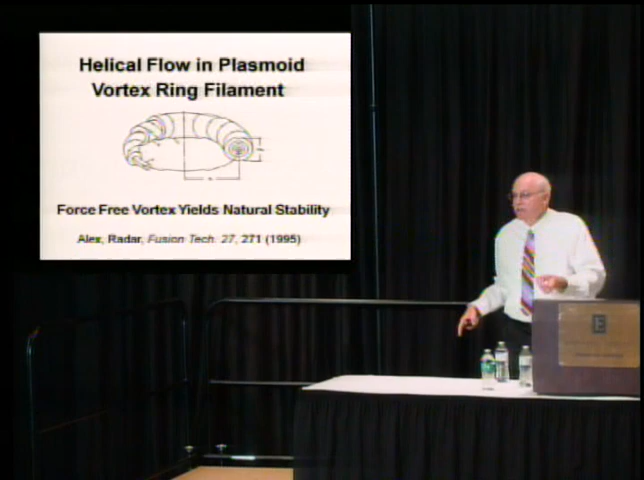 Helical Flow in Plasmoid
Vortex Ring Filament
Force Free Vortex Yields Natural Stability
Alex, Radar, Fusion Tech. 27, 271 (1995)
E